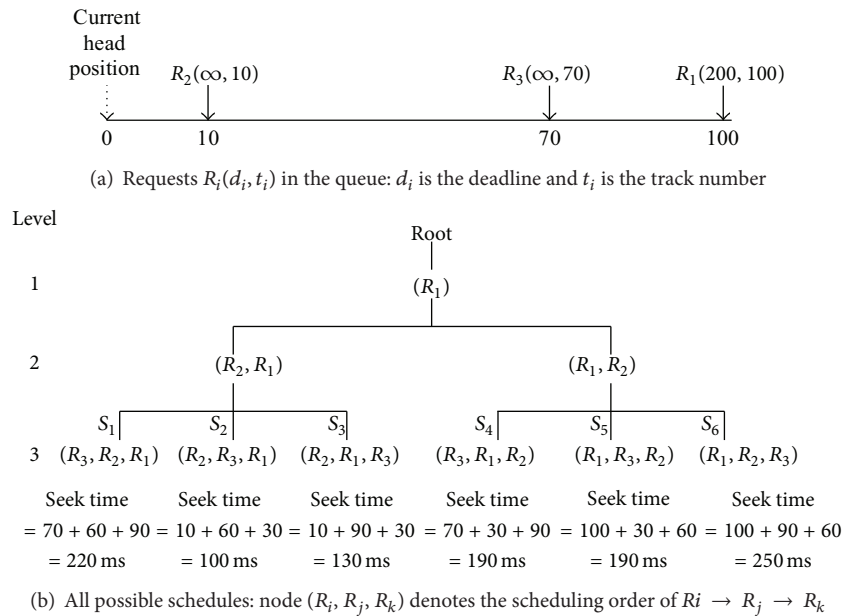 Current
head
position
R₂(∞, 10)
R₃(∞, 70)
R₁(200, 100)
0
10
70
100
(a) Requests Rᵢ(dᵢ, tᵢ) in the queue: dᵢ is the deadline and tᵢ is the track number
Level
Root
1
(R₁)
2
(R₂, R₁)
(R₁, R₂)
S₁
S₂
S₃
S₄
S₅
S₆
3
(R₃, R₂, R₁)
(R₂, R₃, R₁)
(R₂, R₁, R₃)
(R₃, R₁, R₂)
(R₁, R₃, R₂)
(R₁, R₂, R₃)
Seek time
Seek time
Seek time
Seek time
Seek time
Seek time
= 70 + 60 + 90
= 10 + 60 + 30
= 10 + 90 + 30
= 70 + 30 + 90
= 100 + 30 + 60
= 100 + 90 + 60
= 220 ms
= 100 ms
= 130 ms
= 190 ms
= 190 ms
= 250 ms
(b) All possible schedules: node (Rᵢ, Rⱼ, Rₖ) denotes the scheduling order of Ri → Rⱼ → Rₖ